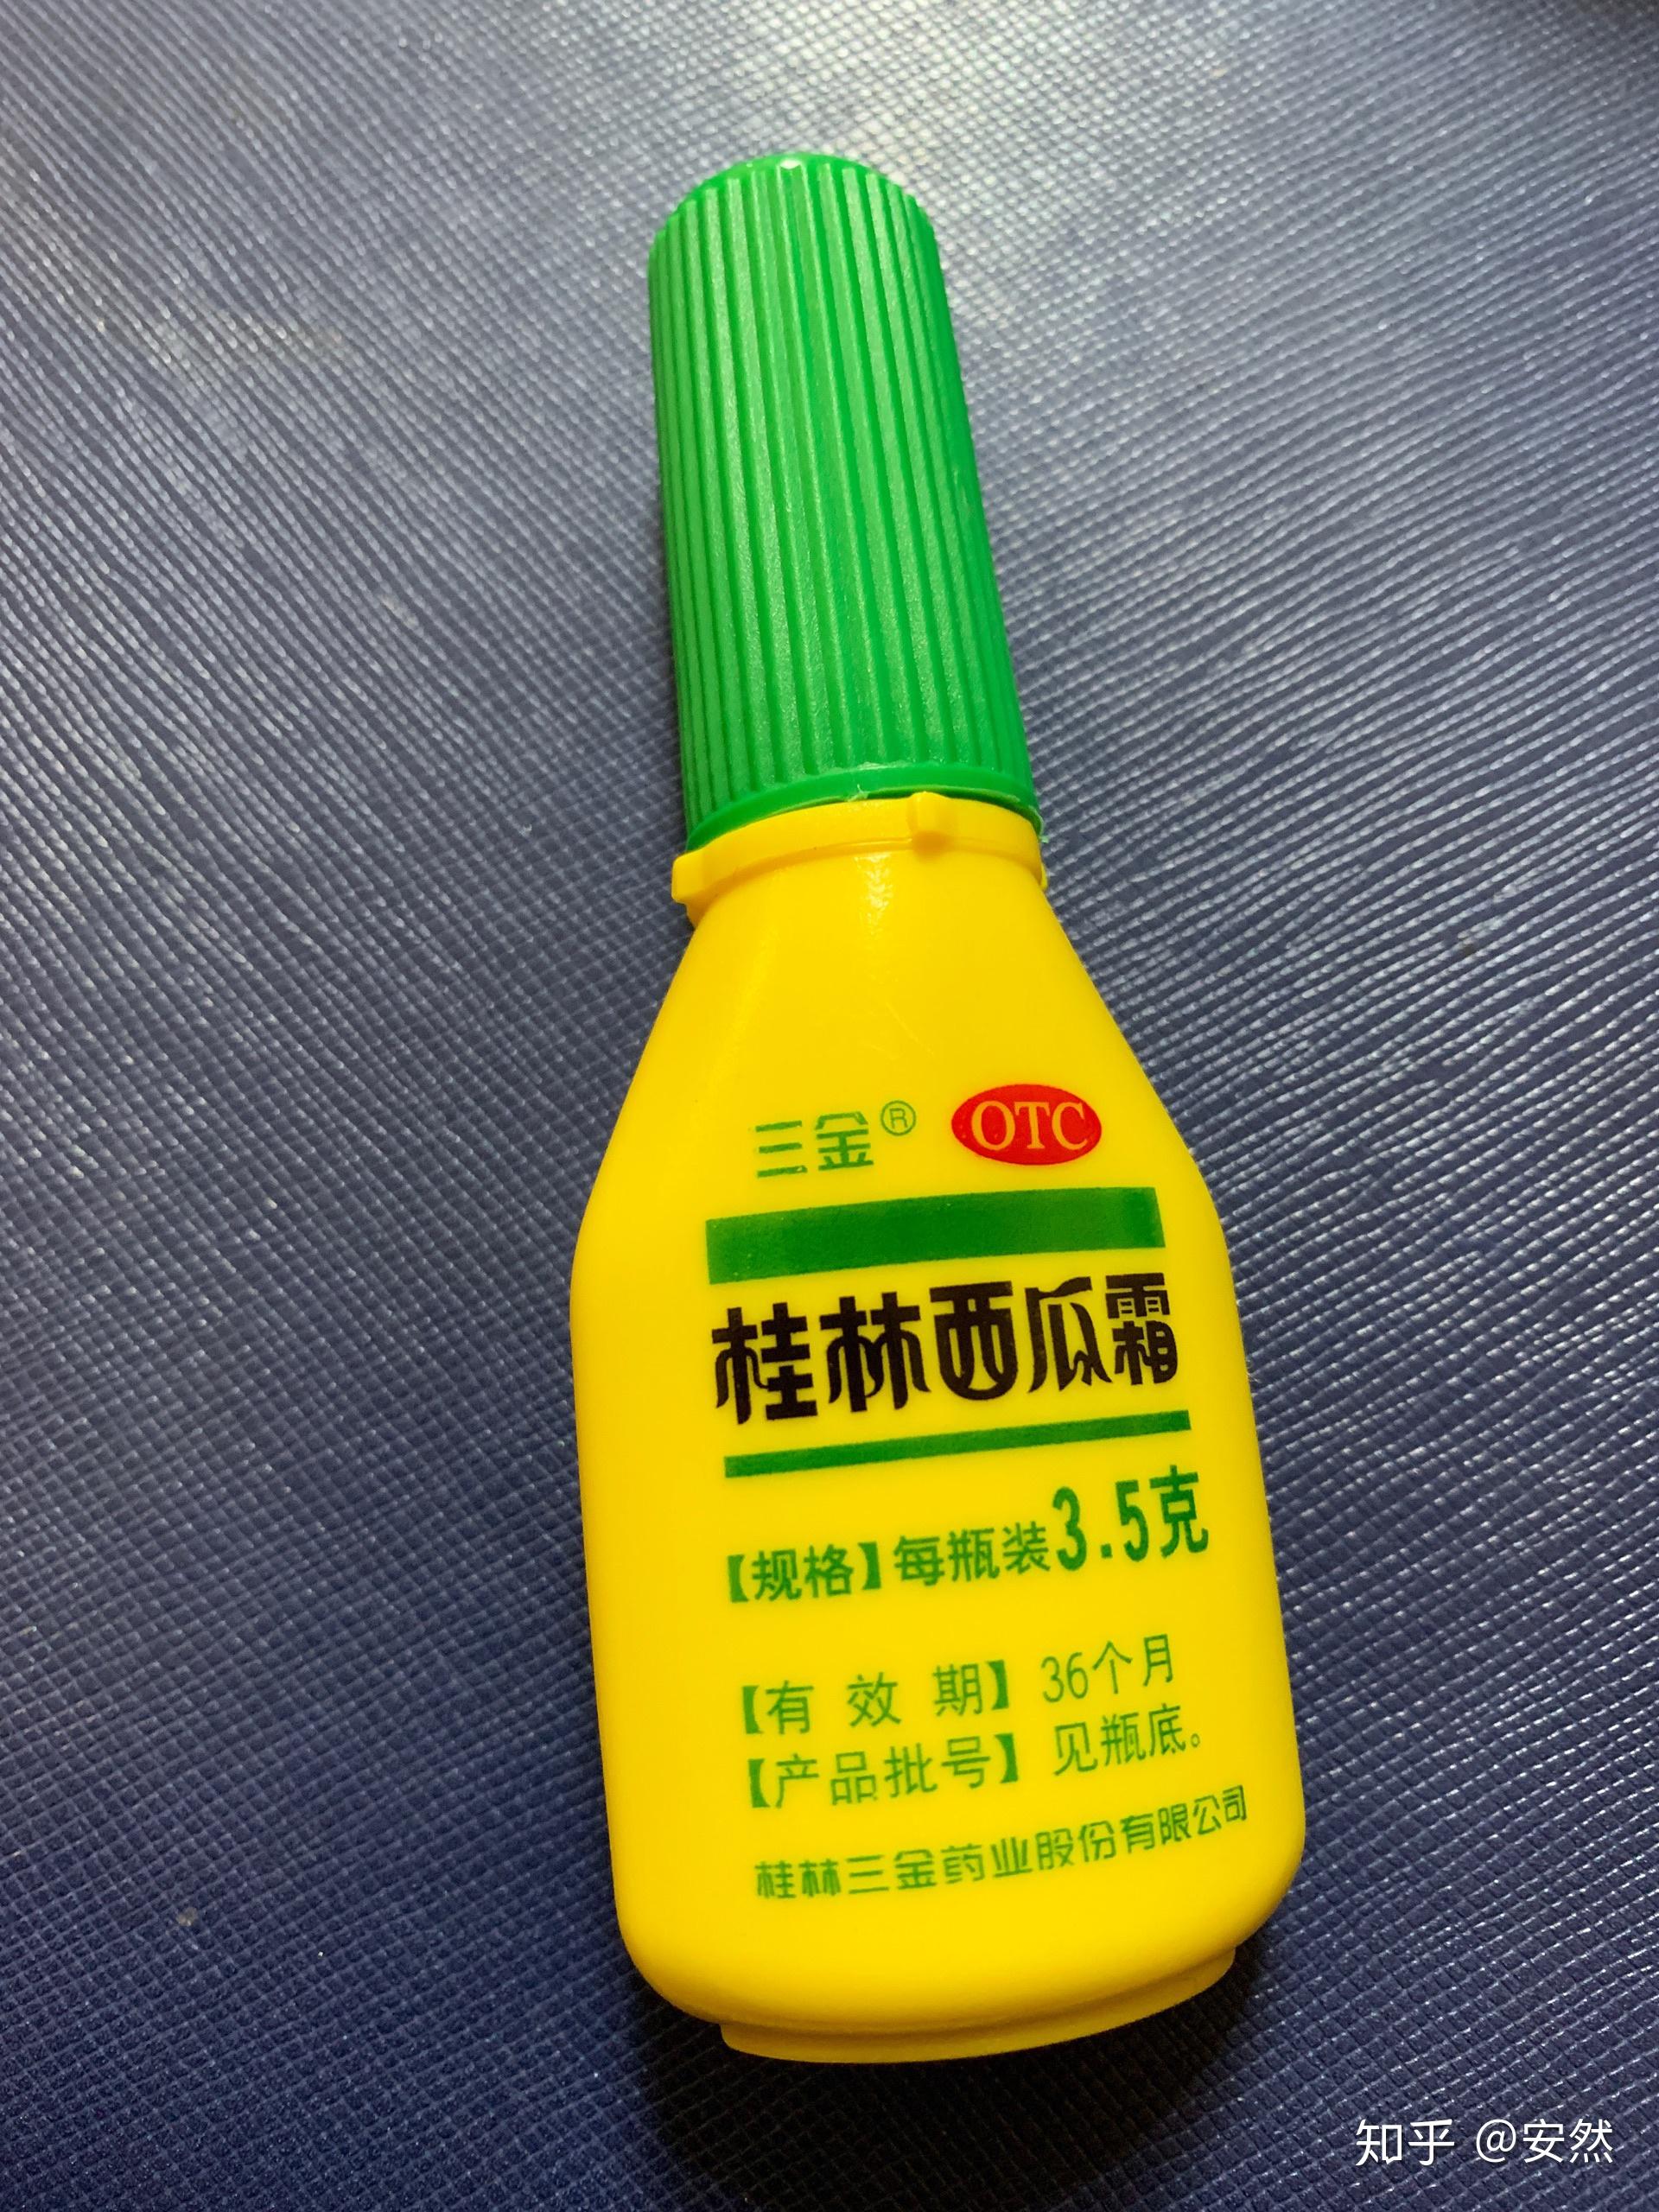 三金® OTC
桂林西瓜霜
【规格】每瓶装3.5克
【有效期】36个月
【产品批号】见瓶底。
桂林三金药业股份有限公司
知乎 @安然